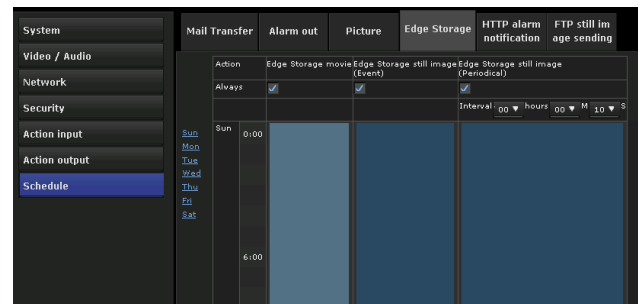 System
Video / Audio
Network
Security
Action input
Action output
Schedule
Mail Transfer
Alarm out
Picture
Edge Storage
HTTP alarm
notification
FTP still im
age sending
Action
Edge Storage movie
Edge Storage still image
(Event)
Edge Storage still image
(Periodical)
Always
Interval 00 ▼ hours 00 ▼ M 10 ▼ S
Sun
Mon
Tue
Wed
Thu
Fri
Sat
Sun
0:00
6:00